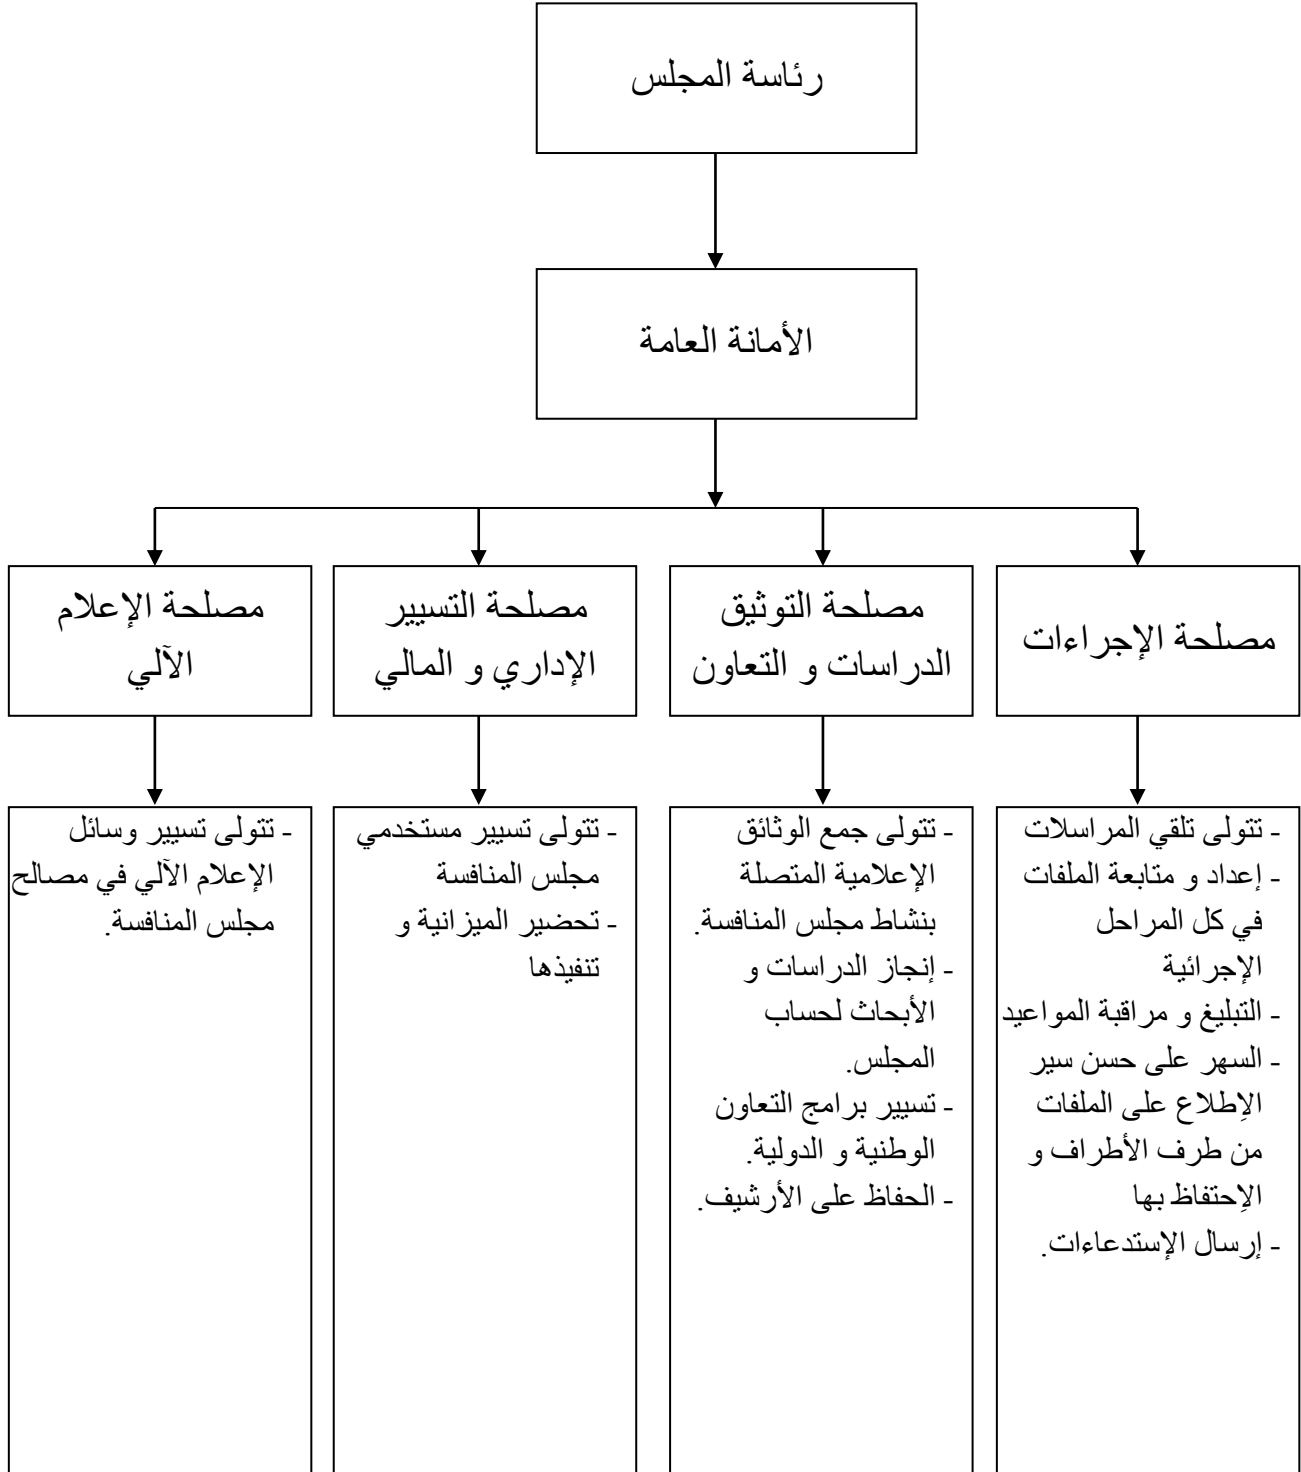 رئاسة المجلس
الأمانة العامة
مصلحة الإجراءات
مصلحة التوثيق
الدراسات و التعاون
مصلحة التسيير
الإداري و المالي
مصلحة الإعلام
الآلي
- تتولى تلقي المراسلات
- إعداد و متابعة الملفات
في كل المراحل
الإجرائية
- التبليغ و مراقبة المواعيد
- السهر على حسن سير
الإطلاع على الملفات
من طرف الأطراف و
الإحتفاظ بها
- إرسال الإستدعاءات.
- تتولى جمع الوثائق
الإعلامية المتصلة
بنشاط مجلس المنافسة.
- إنجاز الدراسات و
الأبحاث لحساب
المجلس.
- تسيير برامج التعاون
الوطنية و الدولية.
- الحفاظ على الأرشيف.
- تتولى تسيير مستخدمي
مجلس المنافسة
- تحضير الميزانية و
تنفيذها
- تتولى تسيير وسائل
الإعلام الآلي في مصالح
مجلس المنافسة.